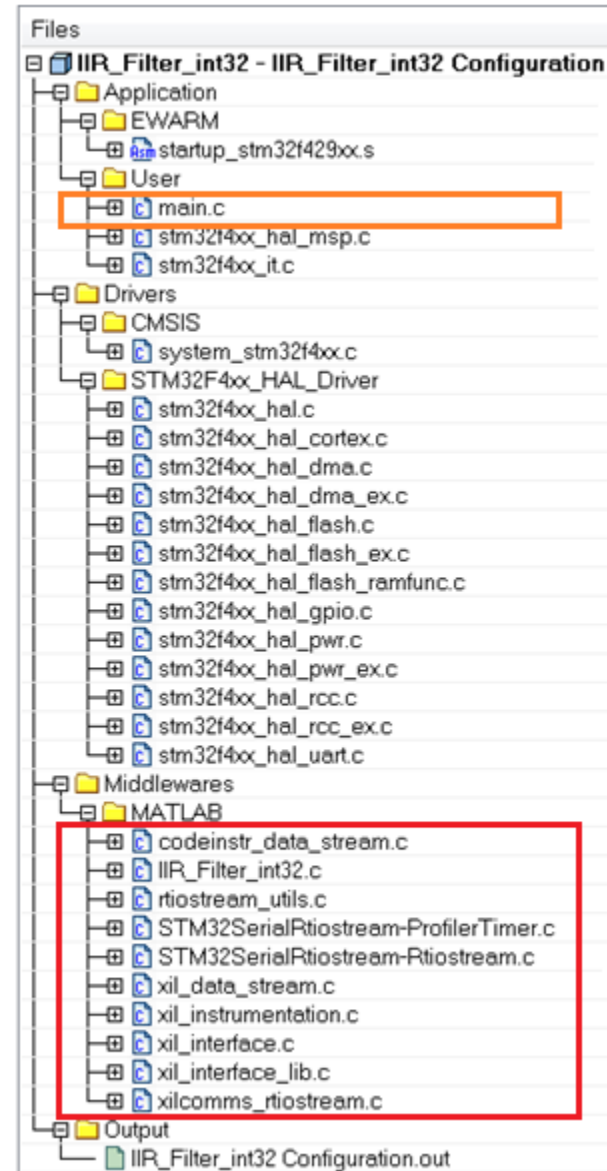 Files
IIR_Filter_int32 - IIR_Filter_int32 Configuration
Application
EWARM
Asm startup_stm32f429xx.s
User
main.c
stm32f4xx_hal_msp.c
stm32f4xx_it.c
Drivers
CMSIS
system_stm32f4xx.c
STM32F4xx_HAL_Driver
stm32f4xx_hal.c
stm32f4xx_hal_cortex.c
stm32f4xx_hal_dma.c
stm32f4xx_hal_dma_ex.c
stm32f4xx_hal_flash.c
stm32f4xx_hal_flash_ex.c
stm32f4xx_hal_flash_ramfunc.c
stm32f4xx_hal_gpio.c
stm32f4xx_hal_pwr.c
stm32f4xx_hal_pwr_ex.c
stm32f4xx_hal_rcc.c
stm32f4xx_hal_rcc_ex.c
stm32f4xx_hal_uart.c
Middlewares
MATLAB
codeinstr_data_stream.c
IIR_Filter_int32.c
rtiostream_utils.c
STM32SerialRtiostream-ProfilerTimer.c
STM32SerialRtiostream-Rtiostream.c
xil_data_stream.c
xil_instrumentation.c
xil_interface.c
xil_interface_lib.c
xilcomms_rtiostream.c
Output
IIR_Filter_int32 Configuration.out